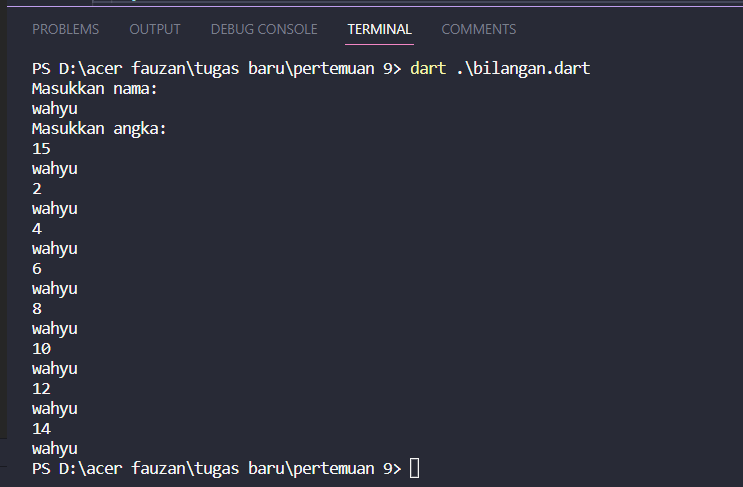 PROBLEMS OUTPUT DEBUG CONSOLE TERMINAL COMMENTS
PS D:\acer fauzan\tugas baru\pertemuan 9> dart .\bilangan.dart
Masukkan nama:
wahyu
Masukkan angka:
15
wahyu
2
wahyu
4
wahyu
6
wahyu
8
wahyu
10
wahyu
12
wahyu
14
wahyu
PS D:\acer fauzan\tugas baru\pertemuan 9>